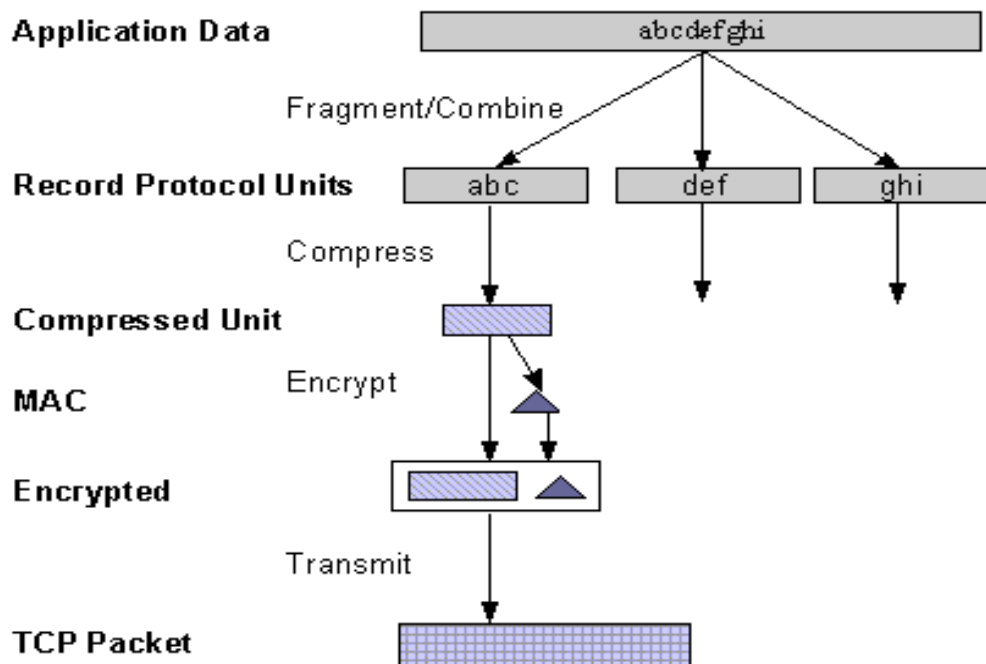 Application Data
abcdefghi
Fragment/Combine
Record Protocol Units
abc
def
ghi
Compress
Compressed Unit
Encrypt
MAC
Encrypted
Transmit
TCP Packet